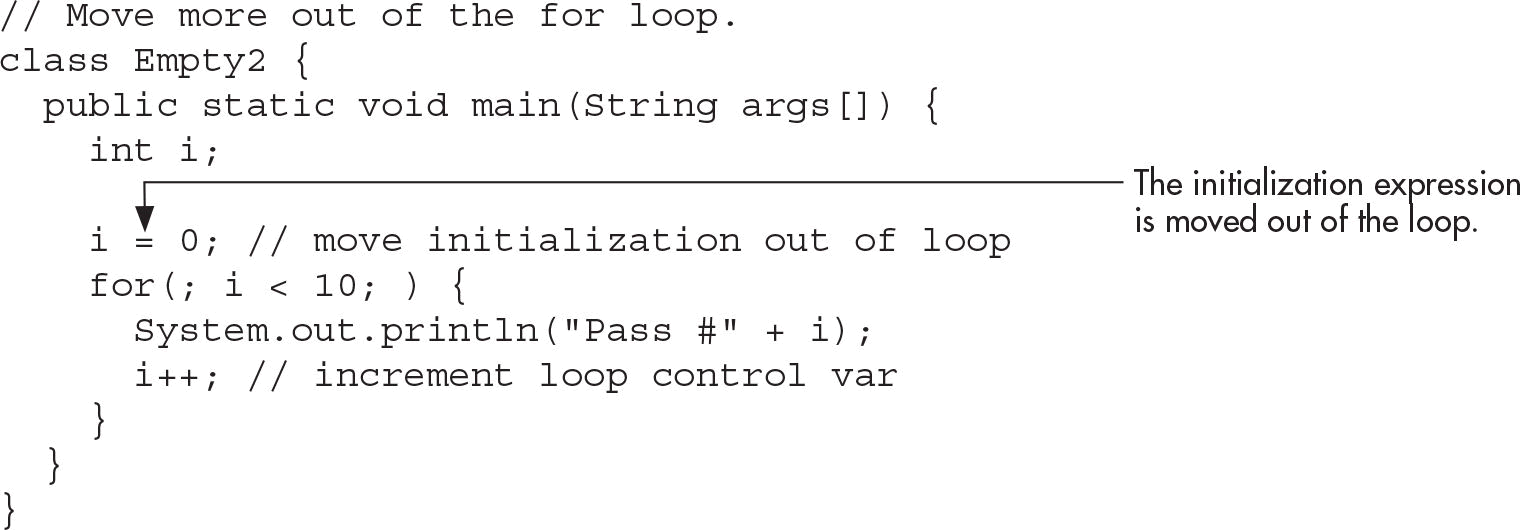 // Move more out of the for loop.
class Empty2 {
  public static void main(String args[]) {
    int i;
The initialization expression
is moved out of the loop.
    i = 0; // move initialization out of loop
    for(; i < 10; ) {
      System.out.println("Pass #" + i);
      i++; // increment loop control var
    }
  }
}